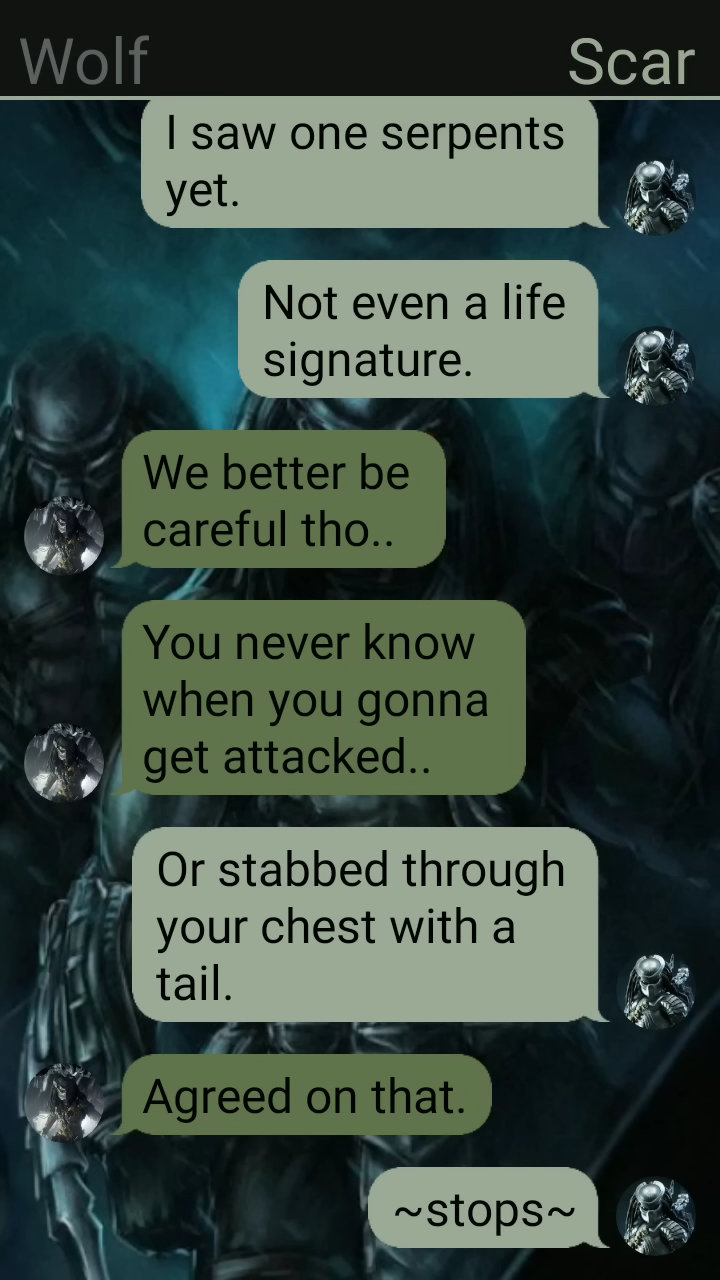 Wolf
Scar
I saw one serpents
yet.
Not even a life
signature.
We better be
careful tho..
You never know
when you gonna
get attacked..
Or stabbed through
your chest with a
tail.
Agreed on that.
~stops~